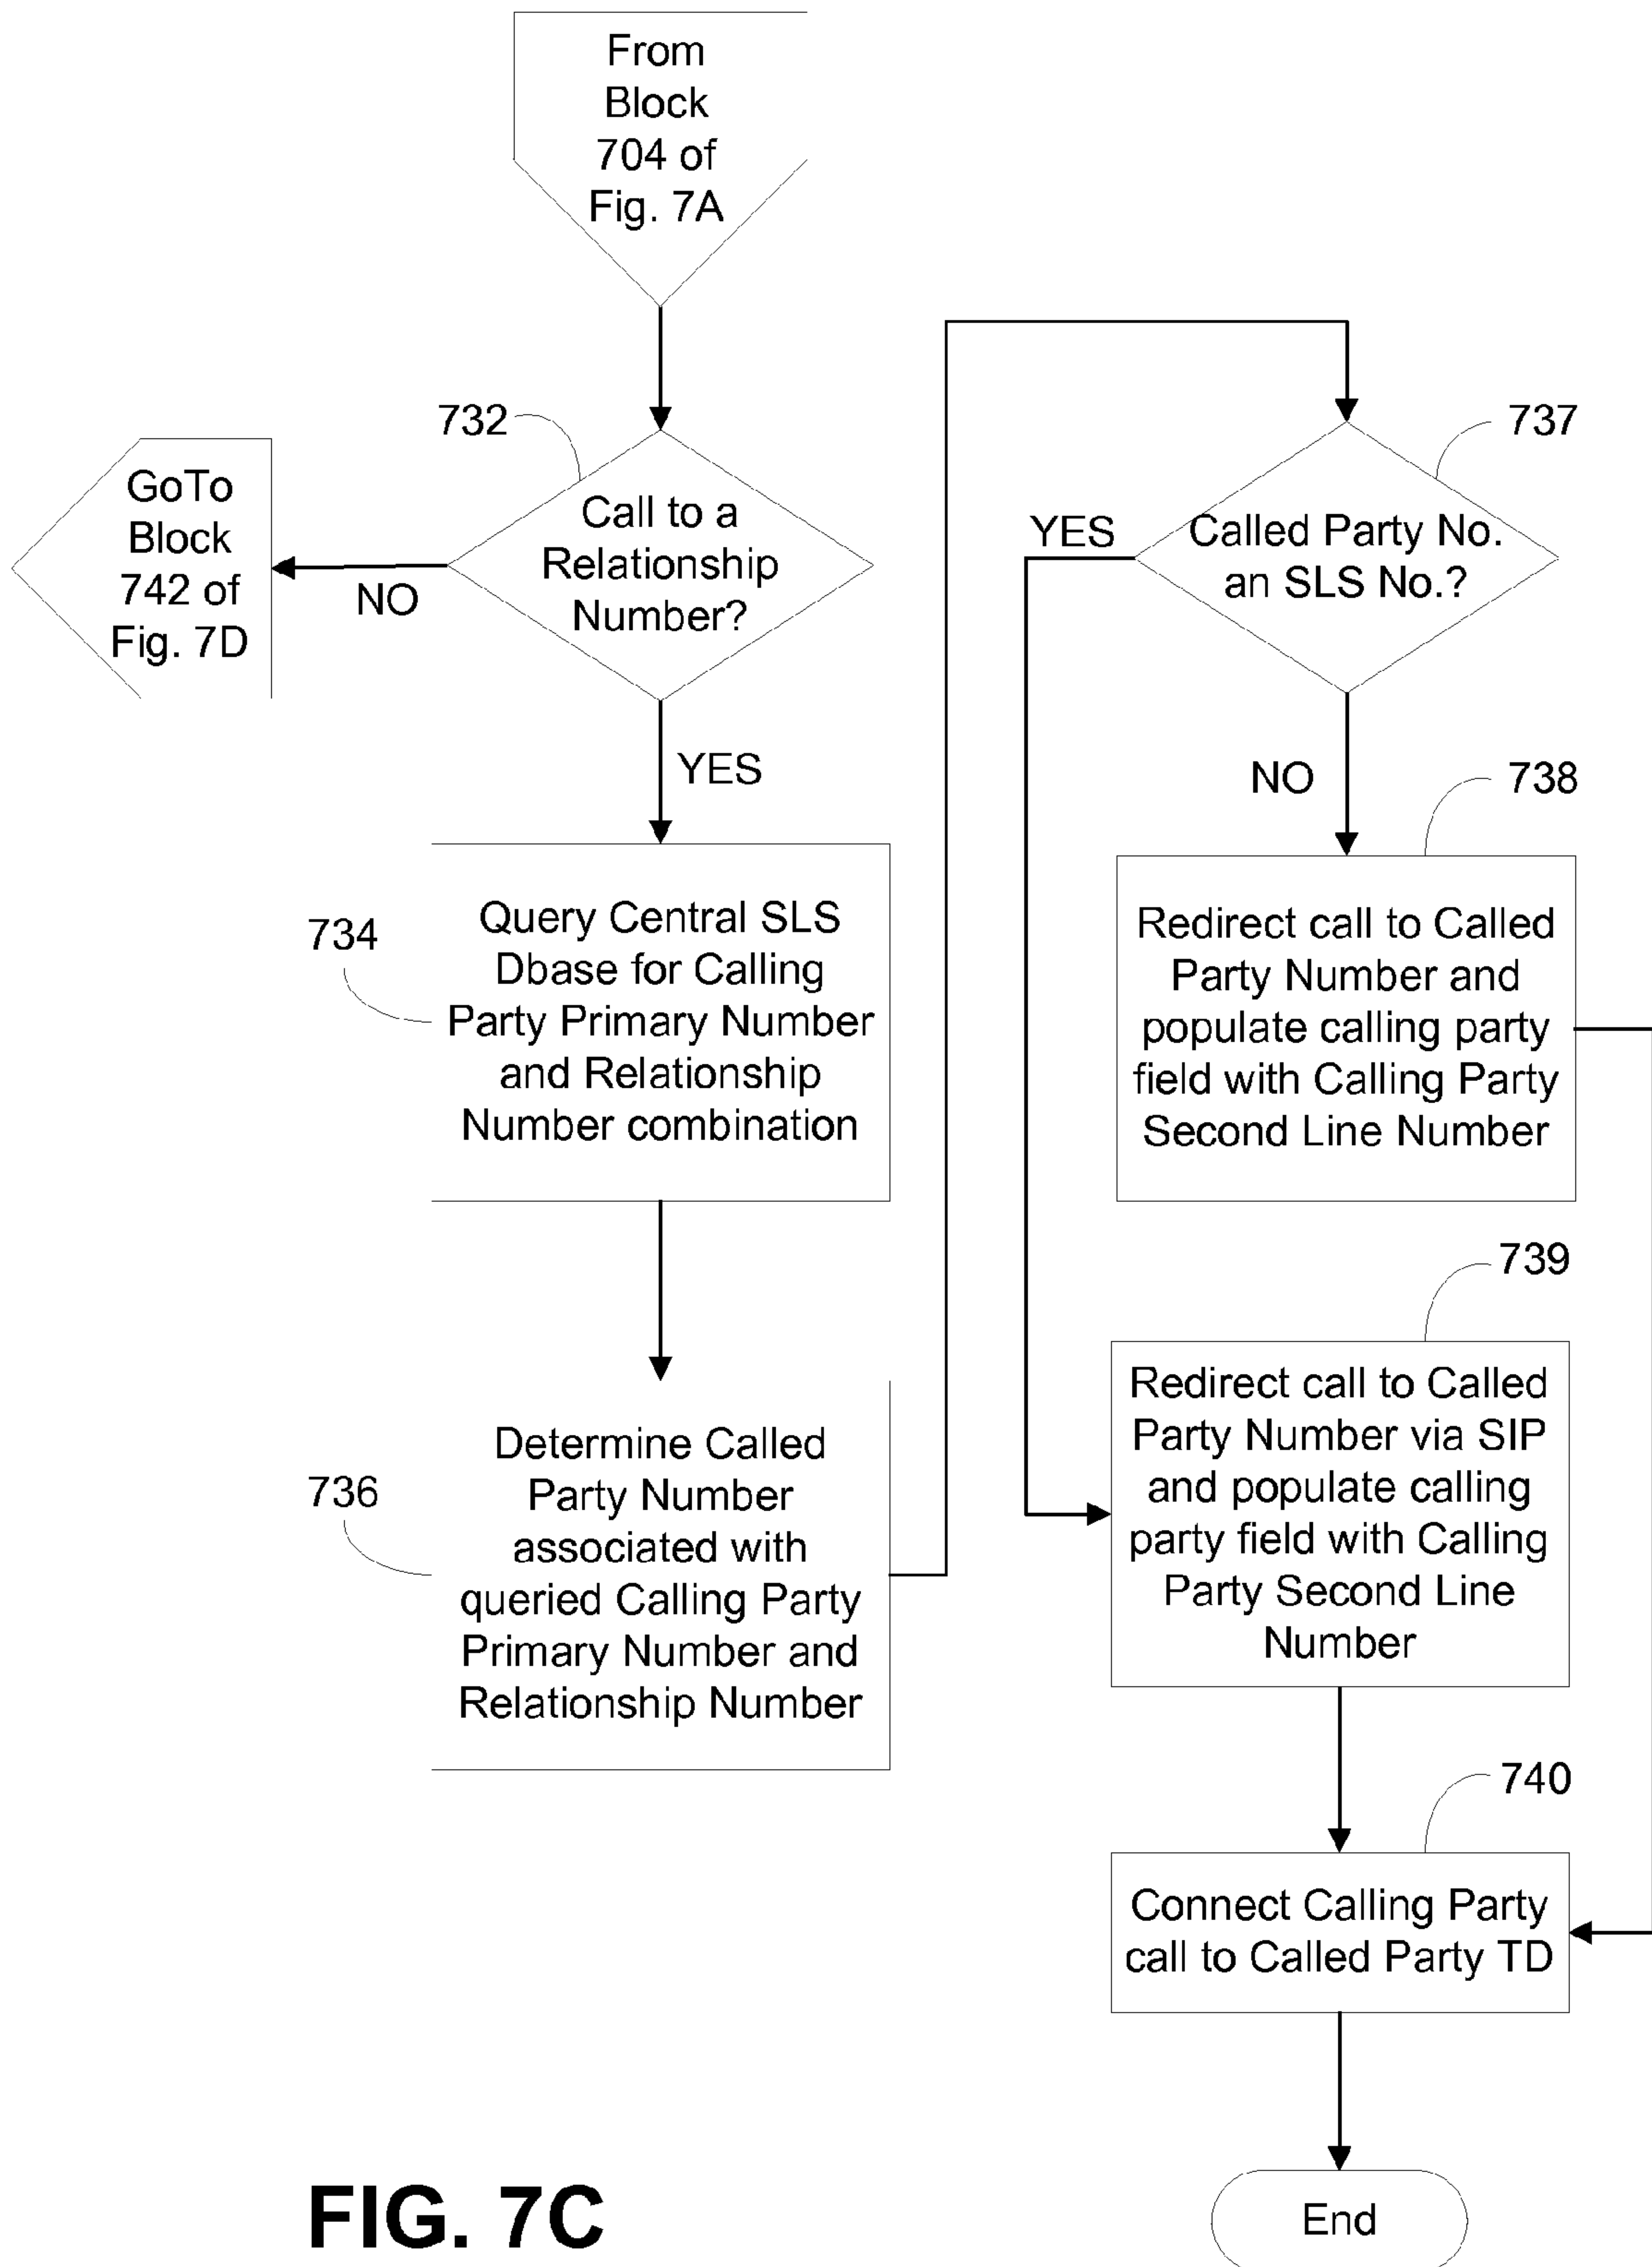 From
Block
704 of
Fig. 7A
732
Call to a
Relationship
Number?
NO
GoTo
Block
742 of
Fig. 7D
YES
734
Query Central SLS
Dbase for Calling
Party Primary Number
and Relationship
Number combination
736
Determine Called
Party Number
associated with
queried Calling Party
Primary Number and
Relationship Number
737
Called Party No.
an SLS No.?
YES
NO
738
Redirect call to Called
Party Number and
populate calling party
field with Calling Party
Second Line Number
739
Redirect call to Called
Party Number via SIP
and populate calling
party field with Calling
Party Second Line
Number
740
Connect Calling Party
call to Called Party TD
End
FIG. 7C